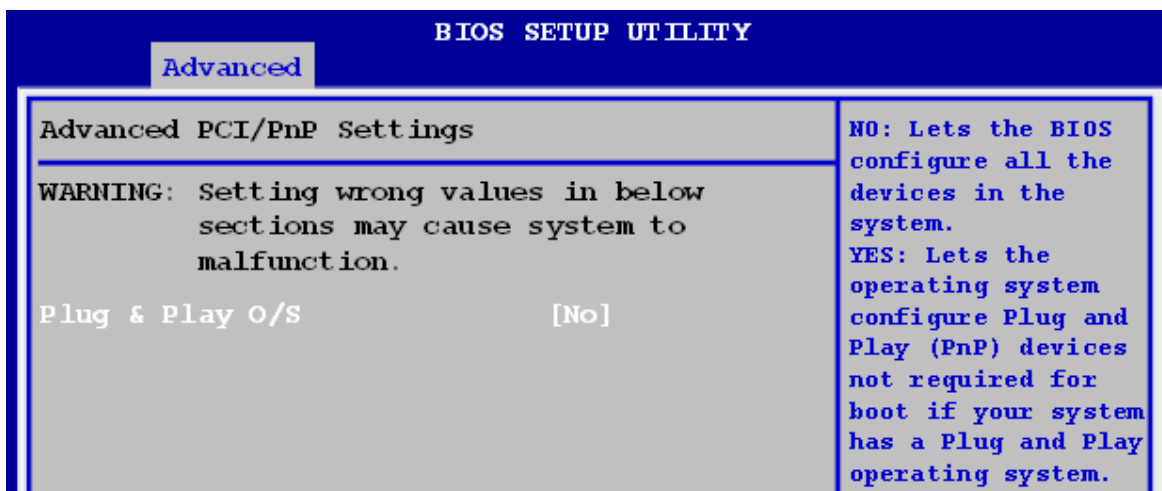 BIOS SETUP UTILITY
Advanced
Advanced PCI/PnP Settings
WARNING: Setting wrong values in below
sections may cause system to
malfunction.
Plug & Play O/S [No]
NO: Lets the BIOS
configure all the
devices in the
system.
YES: Lets the
operating system
configure Plug and
Play (PnP) devices
not required for
boot if your system
has a Plug and Play
operating system.